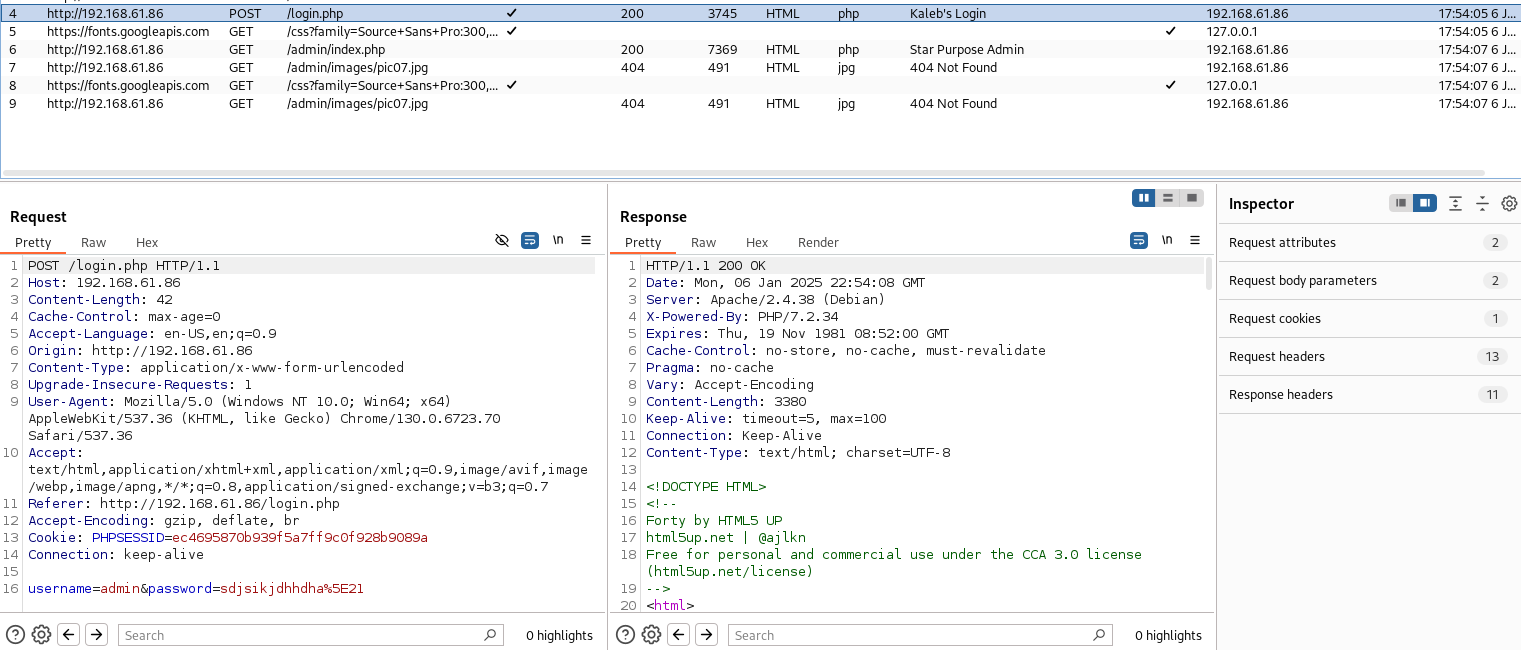 4 http://192.168.61.86 POST /login.php ✓ 200 3745 HTML php Kaleb's Login 192.168.61.86 17:54:05 6 J...
5 https://fonts.googleapis.com GET /css?family=Source+Sans+Pro:300,... ✓ ✓ 127.0.0.1 17:54:05 6 J...
6 http://192.168.61.86 GET /admin/index.php 200 7369 HTML php Star Purpose Admin 192.168.61.86 17:54:07 6 J...
7 http://192.168.61.86 GET /admin/images/pic07.jpg 404 491 HTML jpg 404 Not Found 192.168.61.86 17:54:07 6 J...
8 https://fonts.googleapis.com GET /css?family=Source+Sans+Pro:300,... ✓ ✓ 127.0.0.1 17:54:07 6 J...
9 http://192.168.61.86 GET /admin/images/pic07.jpg 404 491 HTML jpg 404 Not Found 192.168.61.86 17:54:07 6 J...
Request
Pretty Raw Hex
\n
1 POST /login.php HTTP/1.1
2 Host: 192.168.61.86
3 Content-Length: 42
4 Cache-Control: max-age=0
5 Accept-Language: en-US,en;q=0.9
6 Origin: http://192.168.61.86
7 Content-Type: application/x-www-form-urlencoded
8 Upgrade-Insecure-Requests: 1
9 User-Agent: Mozilla/5.0 (Windows NT 10.0; Win64; x64)
AppleWebKit/537.36 (KHTML, like Gecko) Chrome/130.0.6723.70
Safari/537.36
10 Accept:
text/html,application/xhtml+xml,application/xml;q=0.9,image/avif,image
/webp,image/apng,*/*;q=0.8,application/signed-exchange;v=b3;q=0.7
11 Referer: http://192.168.61.86/login.php
12 Accept-Encoding: gzip, deflate, br
13 Cookie: PHPSESSID=ec4695870b939f5a7ff9c0f928b9089a
14 Connection: keep-alive
15
16 username=admin&password=sdjsikjdhhdha%5E21
Search
0 highlights
Response
Pretty Raw Hex Render
\n
1 HTTP/1.1 200 OK
2 Date: Mon, 06 Jan 2025 22:54:08 GMT
3 Server: Apache/2.4.38 (Debian)
4 X-Powered-By: PHP/7.2.34
5 Expires: Thu, 19 Nov 1981 08:52:00 GMT
6 Cache-Control: no-store, no-cache, must-revalidate
7 Pragma: no-cache
8 Vary: Accept-Encoding
9 Content-Length: 3380
10 Keep-Alive: timeout=5, max=100
11 Connection: Keep-Alive
12 Content-Type: text/html; charset=UTF-8
13
14 <!DOCTYPE HTML>
15 <!--
16 Forty by HTML5 UP
17 html5up.net | @ajlkn
18 Free for personal and commercial use under the CCA 3.0 license
(html5up.net/license)
19 -->
20 <html>
Search
0 highlights
Inspector
Request attributes 2
Request body parameters 2
Request cookies 1
Request headers 13
Response headers 11